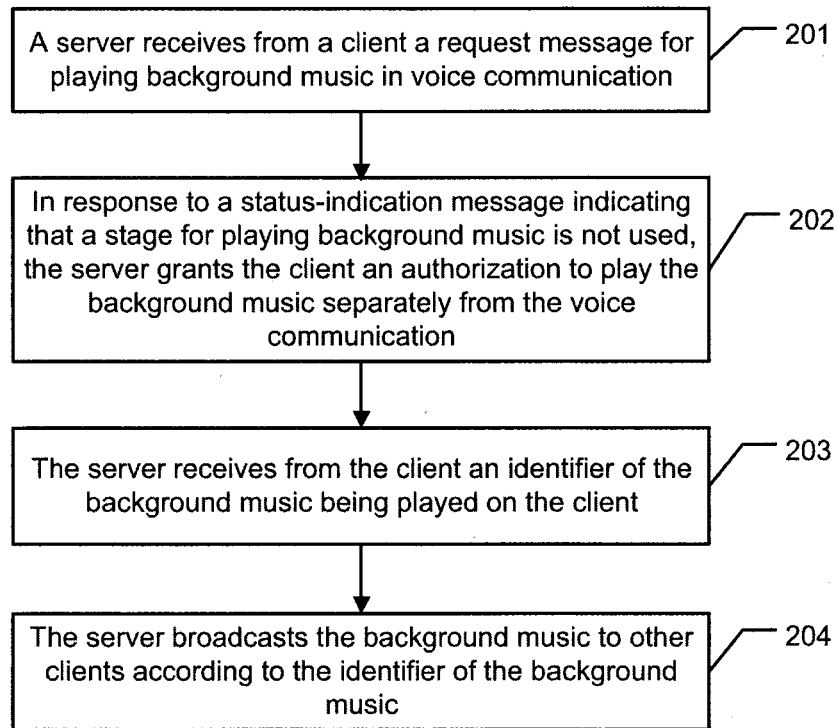 A server receives from a client a request message for
playing background music in voice communication
201
In response to a status-indication message indicating
that a stage for playing background music is not used,
the server grants the client an authorization to play the
background music separately from the voice
communication
202
The server receives from the client an identifier of the
background music being played on the client
203
The server broadcasts the background music to other
clients according to the identifier of the background
music
204